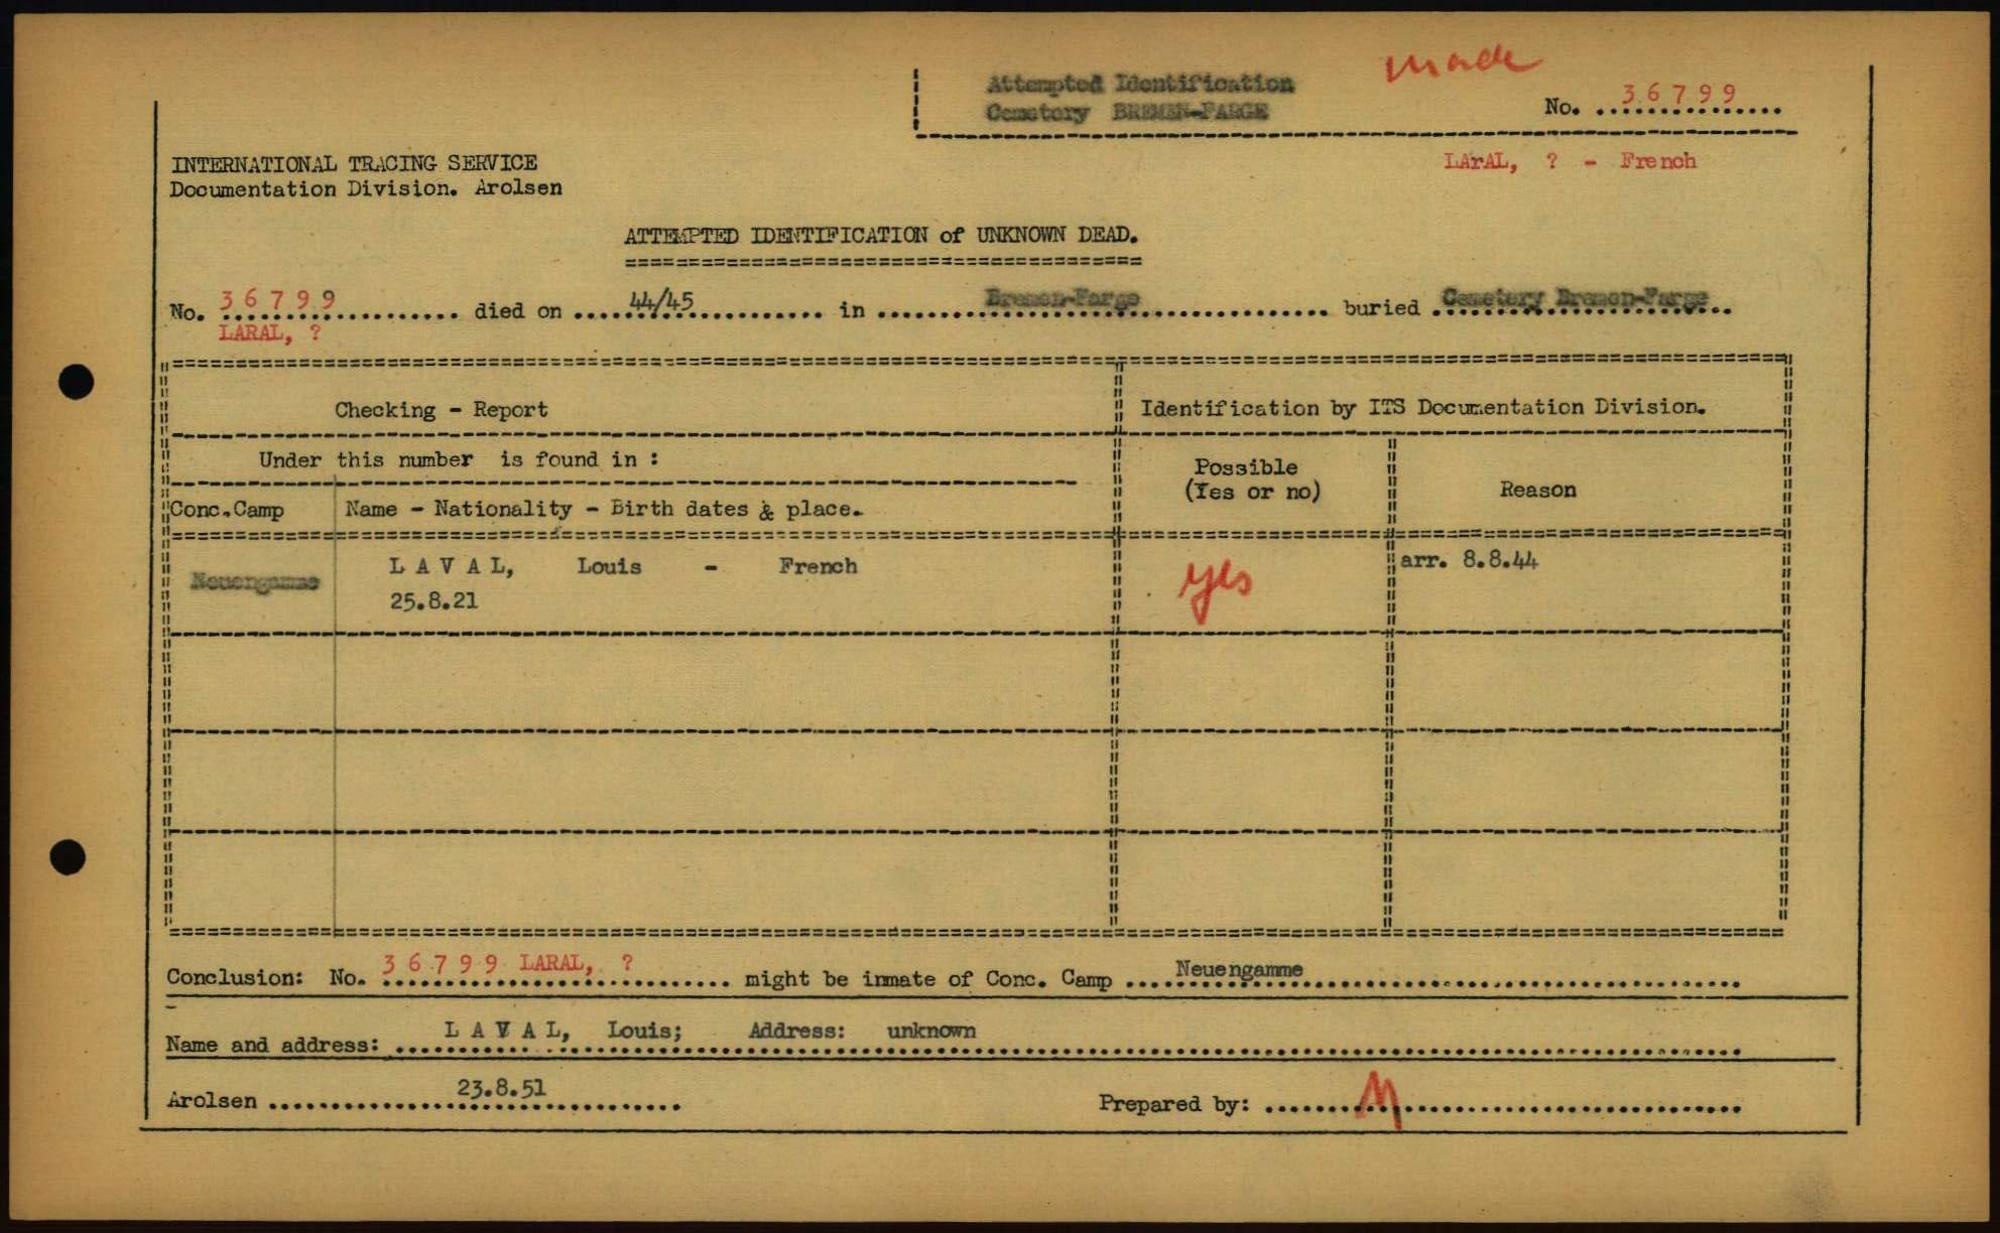 made
Attempted Identification
Cemetery BREMEN-FARGE
No. 36799
INTERNATIONAL TRACING SERVICE
Documentation Division. Arolsen
LArAL, ? - French
ATTEMPTED IDENTIFICATION of UNKNOWN DEAD.
No. 36799 died on 44/45 in Bremen-Farge buried Cemetery Bremen-Farge
LARAL, ?
Checking - Report
Identification by ITS Documentation Division.
Under this number is found in :
Possible
(Yes or no)
Reason
Conc.Camp
Name - Nationality - Birth dates & place.
Neuengamme
L A V A L, Louis - French
25.8.21
yes
arr. 8.8.44
Conclusion: No. 36799 LARAL, ? might be inmate of Conc. Camp Neuengamme
Name and address: L A V A L, Louis; Address: unknown
Arolsen 23.8.51
Prepared by: M